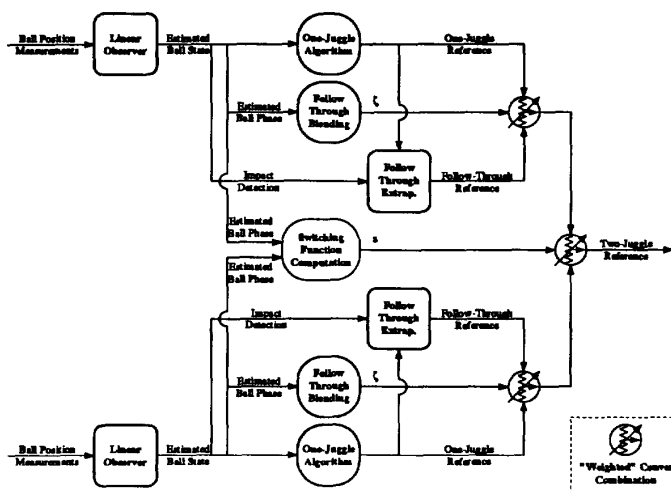 Ball Position
Measurements
Linear
Observer
Estimated
Ball State
One-Juggle
Algorithm
One-Juggle
Reference
Estimated
Ball Phase
Follow
Through
Blending
ζ
Impact
Detection
Follow
Through
Extrap.
Follow-Through
Reference
Estimated
Ball Phase
Switching
Function
Computation
s
Two-Juggle
Reference
Estimated
Ball Phase
Impact
Detection
Follow
Through
Extrap.
Follow-Through
Reference
Estimated
Ball Phase
Follow
Through
Blending
ζ
Ball Position
Measurements
Linear
Observer
Estimated
Ball State
One-Juggle
Algorithm
One-Juggle
Reference
"Weighted" Conve
Combination